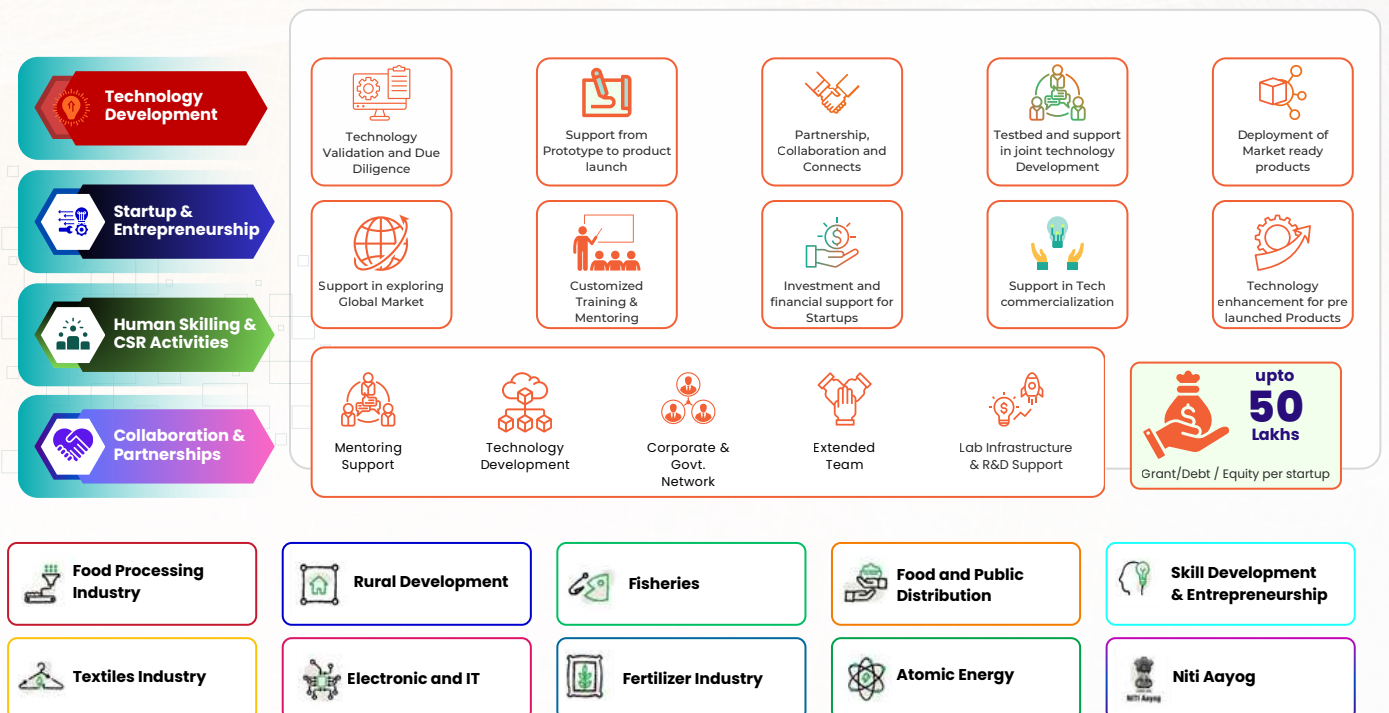 Technology
Development
Startup &
Entrepreneurship
Human Skilling &
CSR Activities
Collaboration &
Partnerships
Technology
Validation and Due
Diligence
Support from
Prototype to product
launch
Partnership,
Collaboration and
Connects
Testbed and support
in joint technology
Development
Deployment of
Market ready
products
Support in exploring
Global Market
Customized
Training &
Mentoring
Investment and
financial support for
Startups
Support in Tech
commercialization
Technology
enhancement for pre
launched Products
Mentoring
Support
Technology
Development
Corporate &
Govt.
Network
Extended
Team
Lab Infrastructure
& R&D Support
upto
50
Lakhs
Grant/Debt / Equity per startup
Food Processing
Industry
Rural Development
Fisheries
Food and Public
Distribution
Skill Development
& Entrepreneurship
Textiles Industry
Electronic and IT
Fertilizer Industry
Atomic Energy
NITI Aayog
Niti Aayog